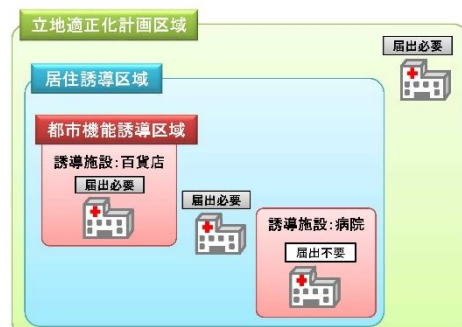 立地適正化計画区域
届出必要
居住誘導区域
都市機能誘導区域
誘導施設:百貨店
届出必要
届出必要
誘導施設:病院
届出不要